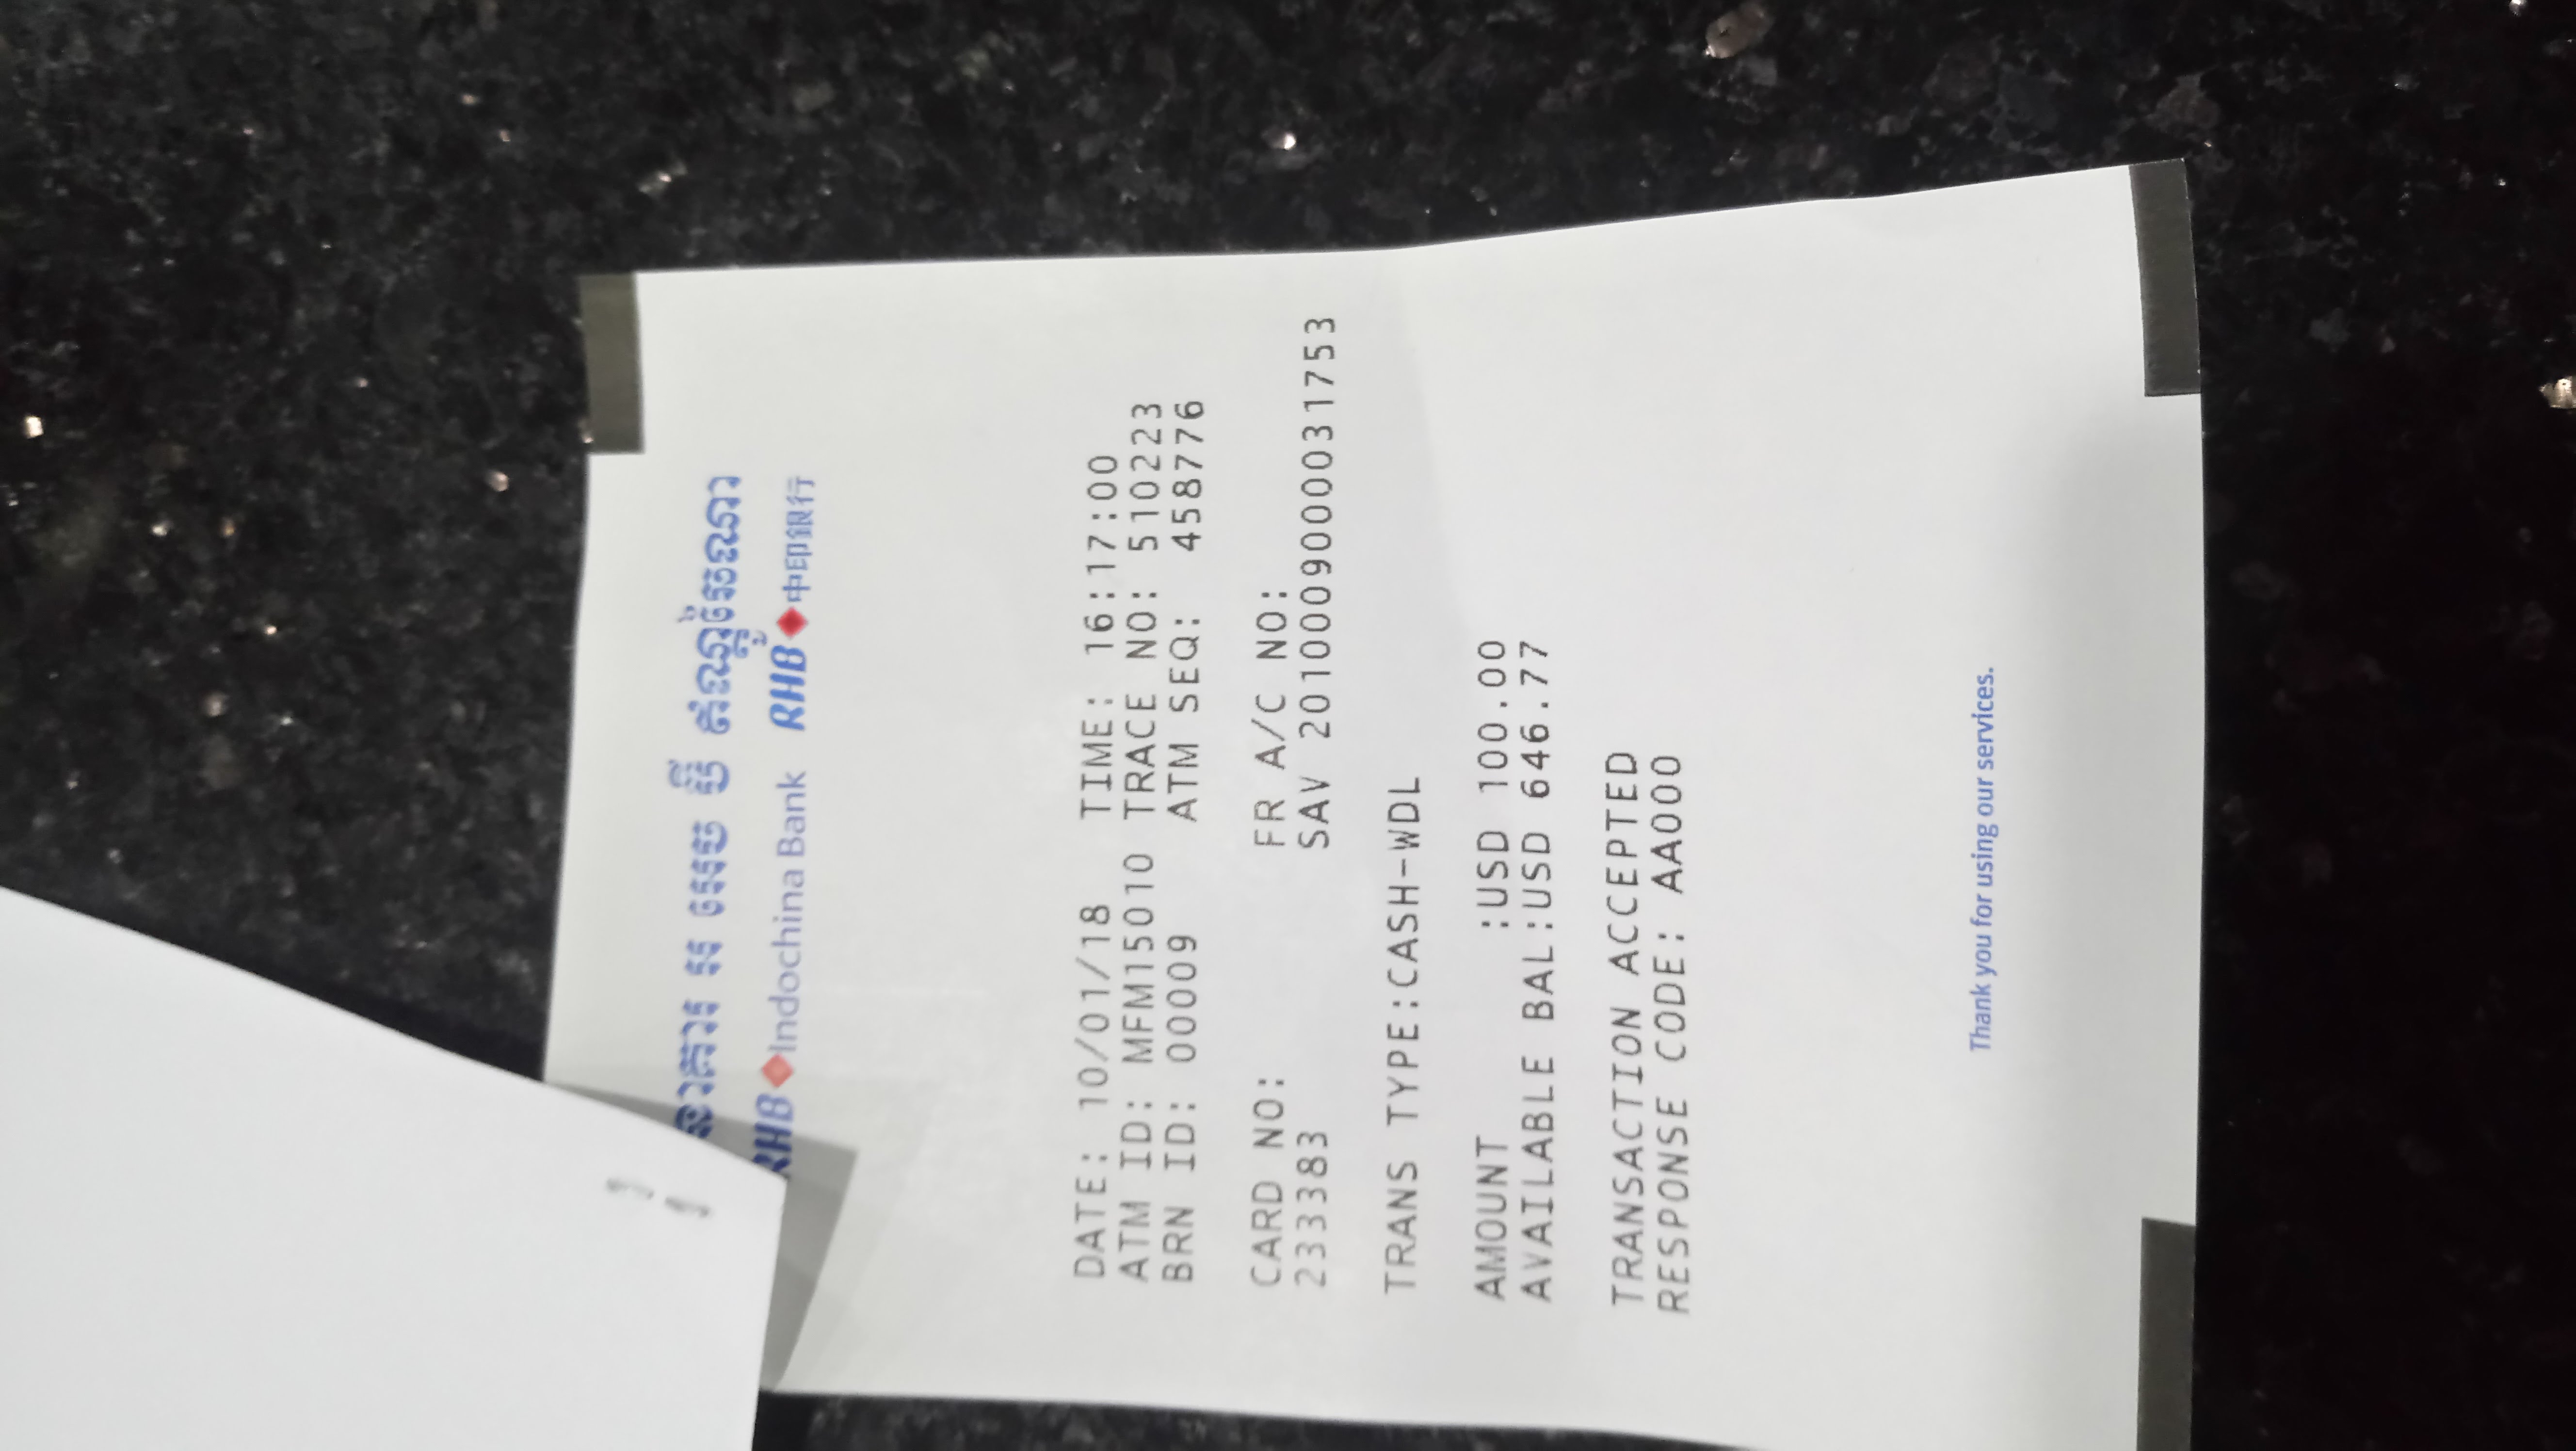 នាគារ អ អេច ប៊ី ឥណ្ឌូឆៃណា
RHB Indochina Bank RHB 中印銀行
DATE: 10/01/18 TIME: 16:17:00
ATM ID: MFM15010 TRACE NO: 510223
BRN ID: 00009 ATM SEQ: 458776
CARD NO: FR A/C NO:
233383 SAV 2010009000031753
TRANS TYPE:CASH-WDL
AMOUNT :USD 100.00
AVAILABLE BAL:USD 646.77
TRANSACTION ACCEPTED
RESPONSE CODE: AA000
Thank you for using our services.